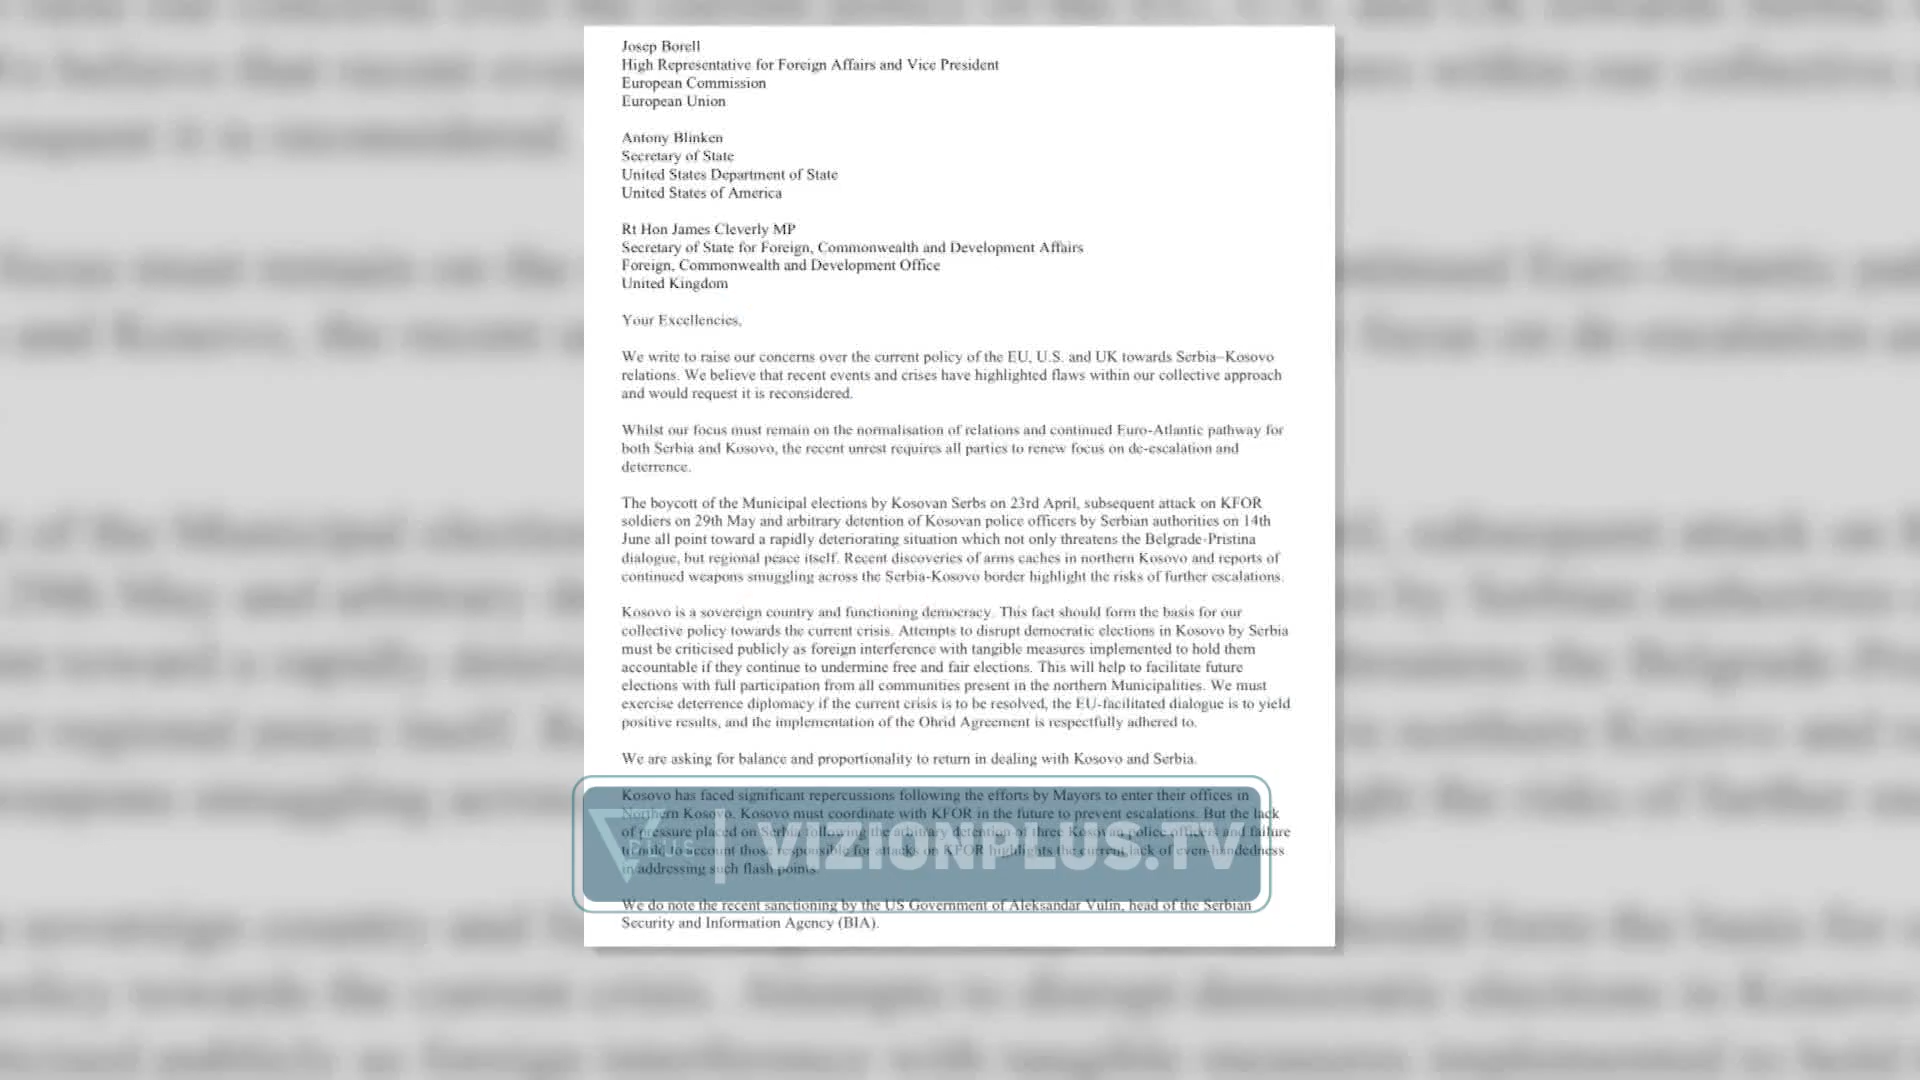 Josep Borell
High Representative for Foreign Affairs and Vice President
European Commission
European Union
Antony Blinken
Secretary of State
United States Department of State
United States of America
Rt Hon James Cleverly MP
Secretary of State for Foreign, Commonwealth and Development Affairs
Foreign, Commonwealth and Development Office
United Kingdom
Your Excellencies,
We write to raise our concerns over the current policy of the EU, U.S. and UK towards Serbia–Kosovo
relations. We believe that recent events and crises have highlighted flaws within our collective approach
and would request it is reconsidered.
Whilst our focus must remain on the normalisation of relations and continued Euro-Atlantic pathway for
both Serbia and Kosovo, the recent unrest requires all parties to renew focus on de-escalation and
deterrence.
The boycott of the Municipal elections by Kosovan Serbs on 23rd April, subsequent attack on KFOR
soldiers on 29th May and arbitrary detention of Kosovan police officers by Serbian authorities on 14th
June all point toward a rapidly deteriorating situation which not only threatens the Belgrade-Pristina
dialogue, but regional peace itself. Recent discoveries of arms caches in northern Kosovo and reports of
continued weapons smuggling across the Serbia-Kosovo border highlight the risks of further escalations.
Kosovo is a sovereign country and functioning democracy. This fact should form the basis for our
collective policy towards the current crisis. Attempts to disrupt democratic elections in Kosovo by Serbia
must be criticised publicly as foreign interference with tangible measures implemented to hold them
accountable if they continue to undermine free and fair elections. This will help to facilitate future
elections with full participation from all communities present in the northern Municipalities. We must
exercise deterrence diplomacy if the current crisis is to be resolved, the EU-facilitated dialogue is to yield
positive results, and the implementation of the Ohrid Agreement is respectfully adhered to.
We are asking for balance and proportionality to return in dealing with Kosovo and Serbia.
Kosovo has faced significant repercussions following the efforts by Mayors to enter their offices in
Northern Kosovo. Kosovo must coordinate with KFOR in the future to prevent escalations. But the lack
of pressure placed on Serbia following the arbitrary detention of three Kosovan police officers and failure
to hold to account those responsible for attacks on KFOR highlights the current lack of even-handedness
in addressing such flash points.
PLUS | VIZIONPLUS.TV
We do note the recent sanctioning by the US Government of Aleksandar Vulin, head of the Serbian
Security and Information Agency (BIA).